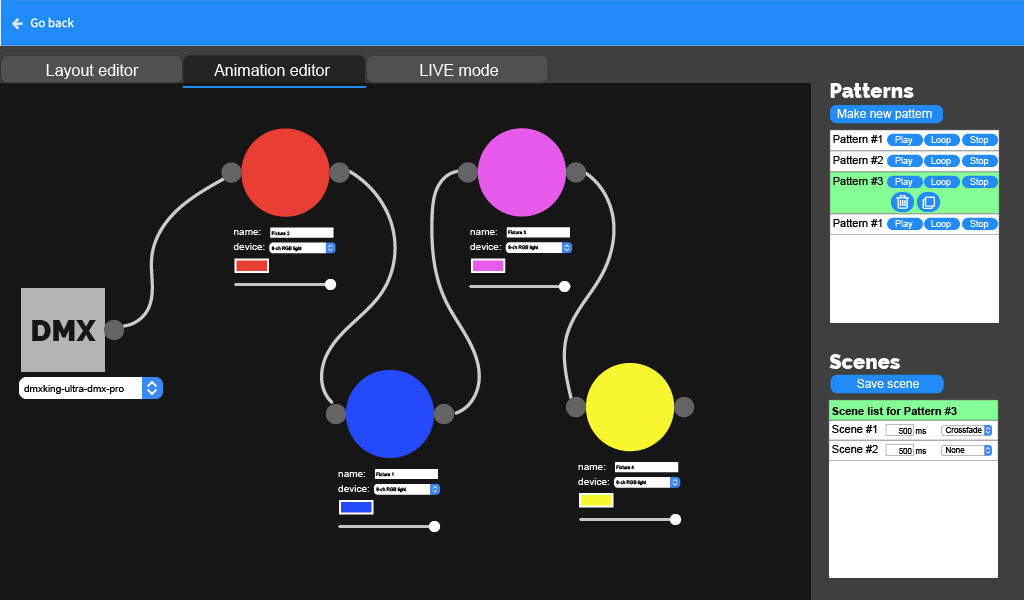 Go back
Layout editor
Animation editor
LIVE mode
DMX
dmxking-ultra-dmx-pro
name: Fixture 2
device: 9-ch RGB light
name: Fixture 3
device: 9-ch RGB light
name: Fixture 1
device: 9-ch RGB light
name: Fixture 4
device: 9-ch RGB light
Patterns
Make new pattern
Pattern #1 Play Loop Stop
Pattern #2 Play Loop Stop
Pattern #3 Play Loop Stop
Pattern #1 Play Loop Stop
Scenes
Save scene
Scene list for Pattern #3
Scene #1 500 ms Crossfade
Scene #2 500 ms None